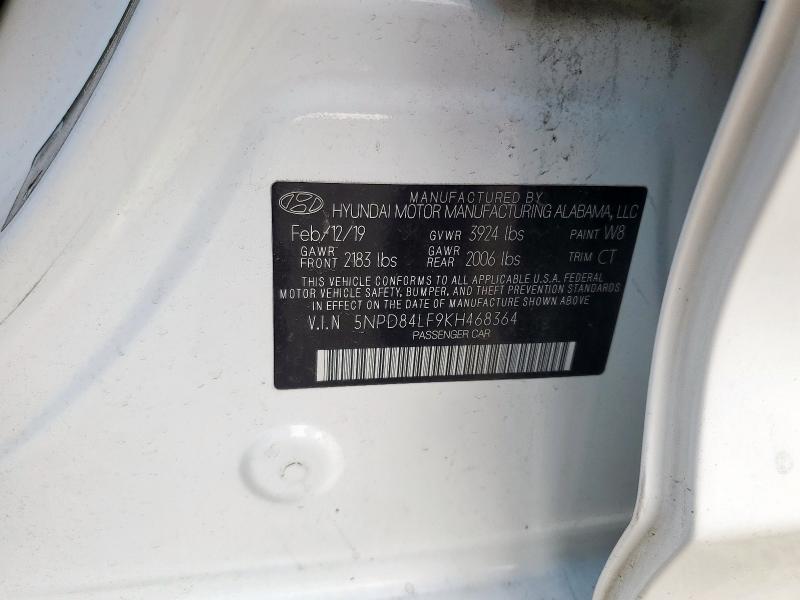 MANUFACTURED BY
HYUNDAI MOTOR MANUFACTURING ALABAMA, LLC
Feb/12/19 GVWR 3924 lbs PAINT W8
GAWR FRONT 2183 lbs GAWR REAR 2006 lbs TRIM CT
THIS VEHICLE CONFORMS TO ALL APPLICABLE U.S.A. FEDERAL
MOTOR VEHICLE SAFETY, BUMPER, AND THEFT PREVENTION STANDARDS
IN EFFECT ON THE DATE OF MANUFACTURE SHOWN ABOVE
V.I.N 5NPD84LF9KH468364
PASSENGER CAR